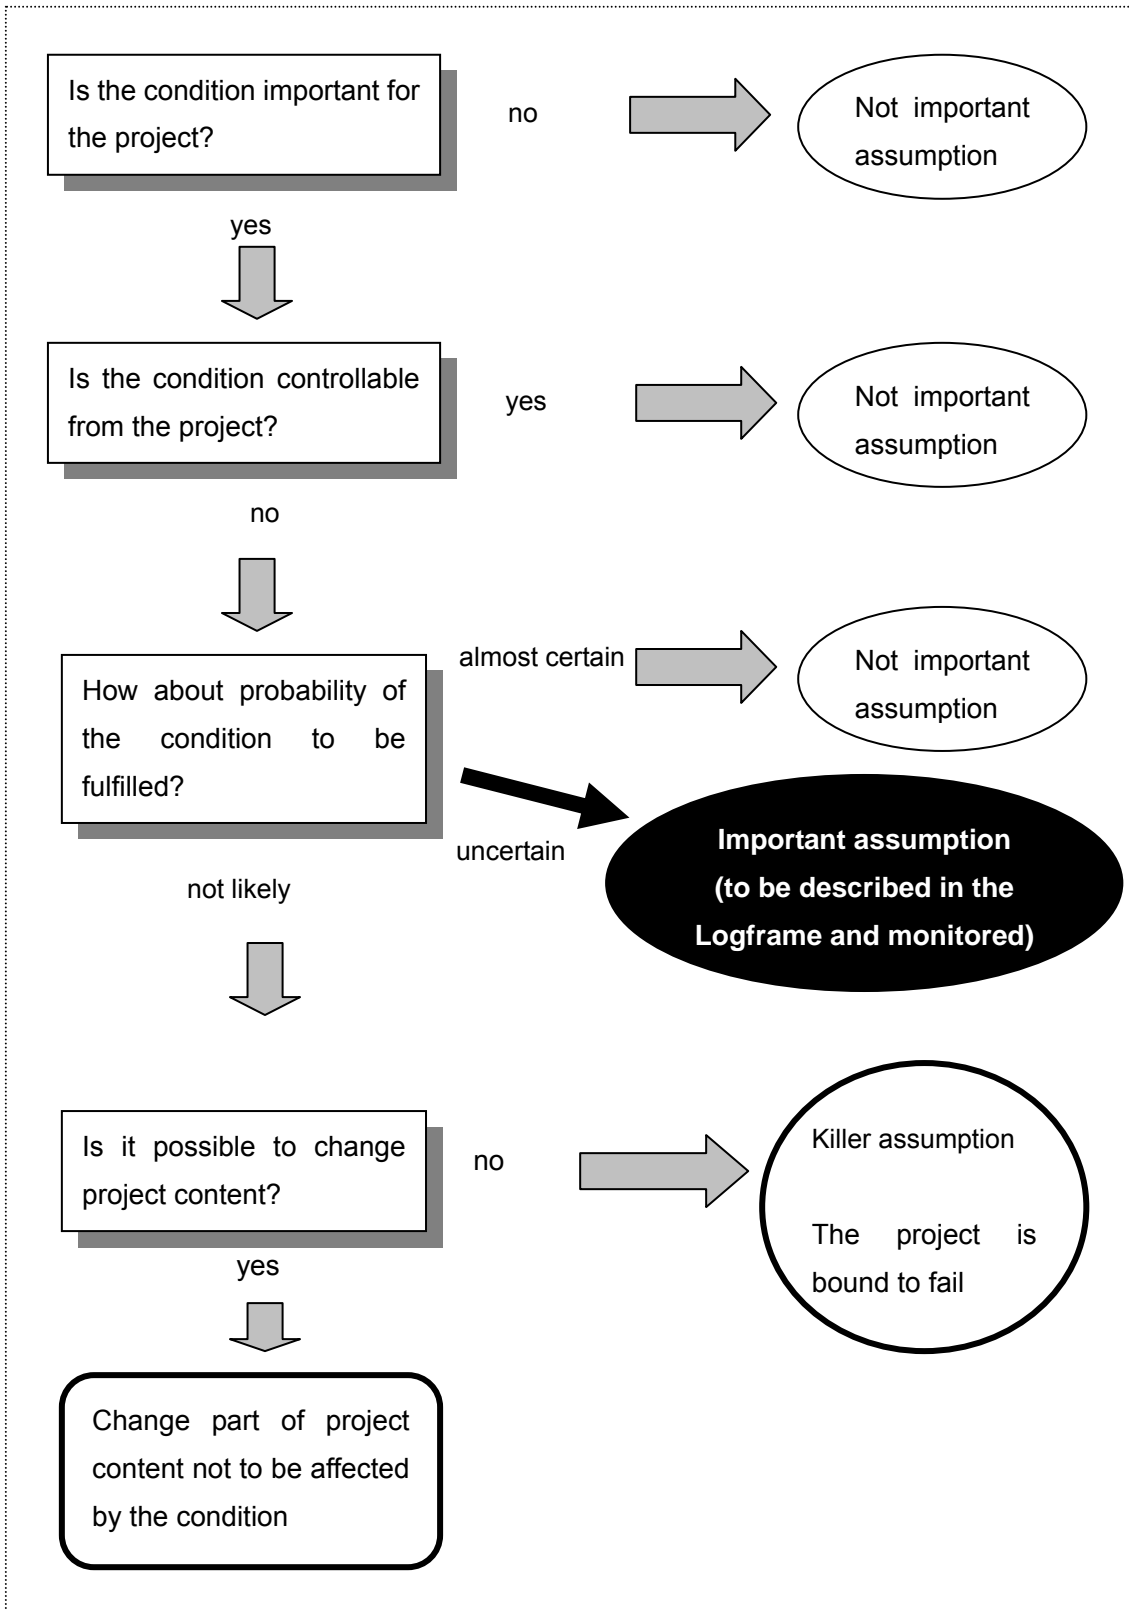 Is the condition important for
the project?
no
Not important
assumption
yes
Is the condition controllable
from the project?
yes
Not important
assumption
no
How about probability of
the condition to be
fulfilled?
almost certain
Not important
assumption
uncertain
Important assumption
(to be described in the
Logframe and monitored)
not likely
Is it possible to change
project content?
no
Killer assumption
The project is
bound to fail
yes
Change part of project
content not to be affected
by the condition